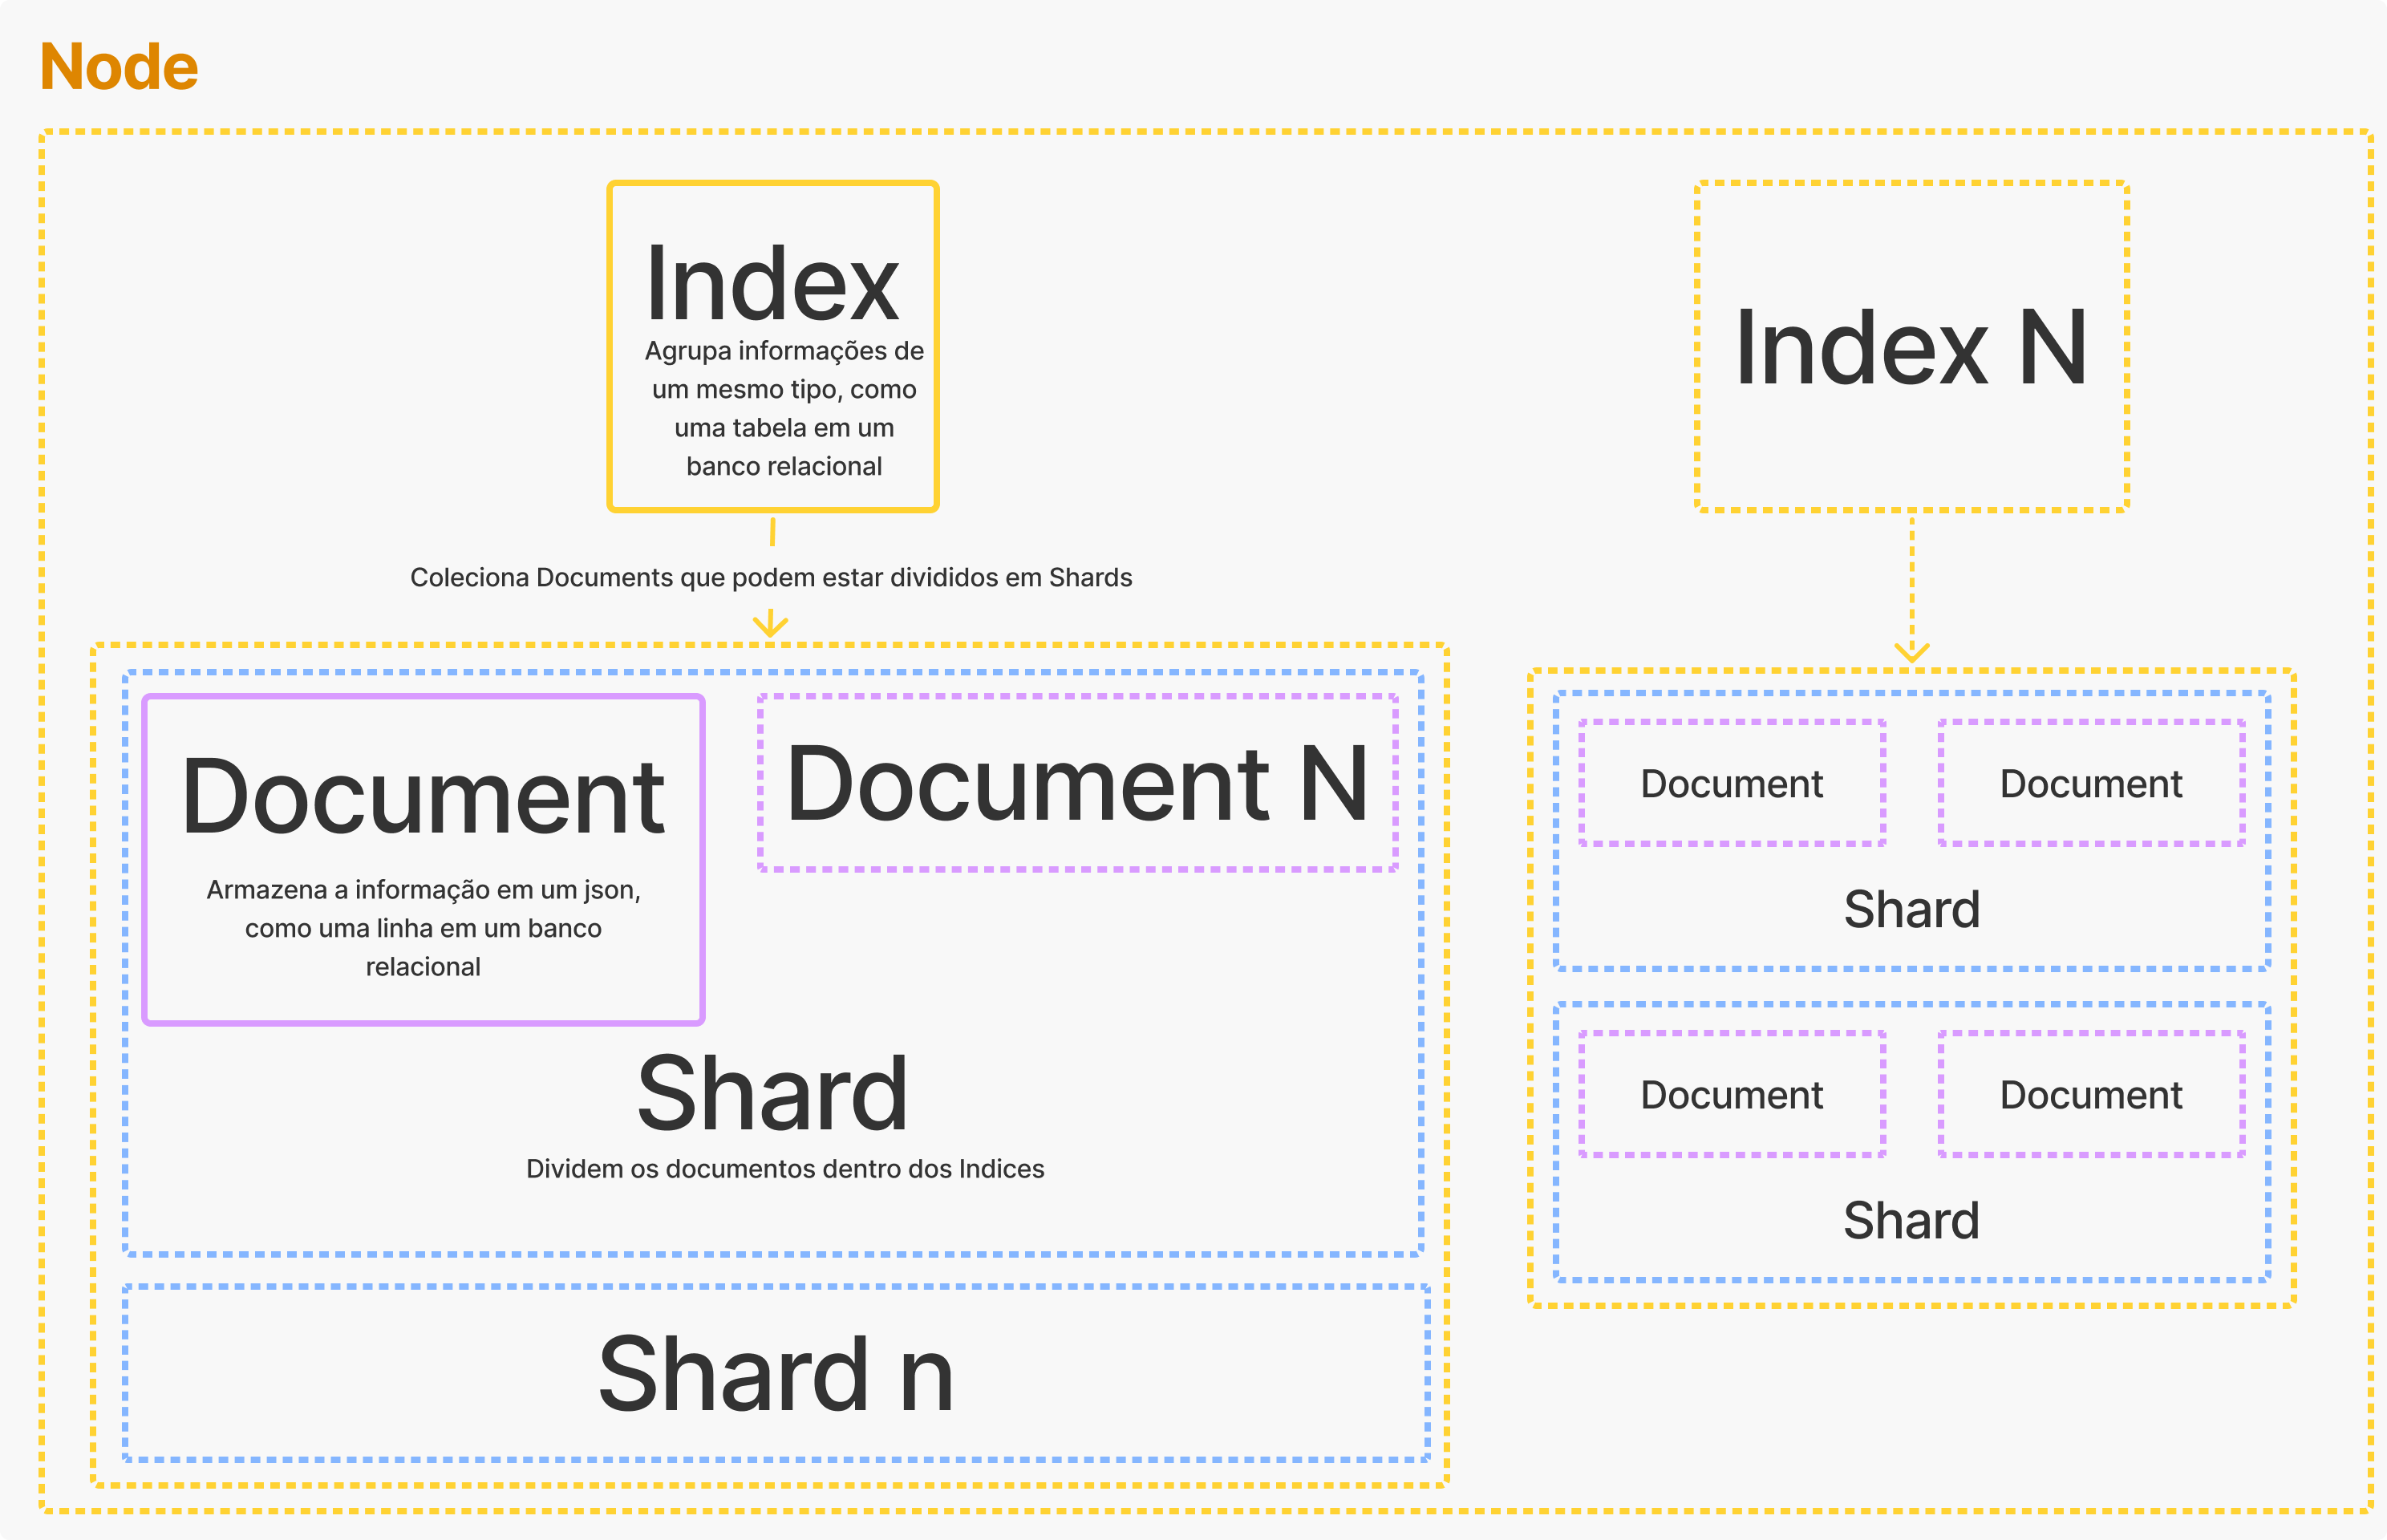 Node
Index
Agrupa informações de
um mesmo tipo, como
uma tabela em um
banco relacional
Index N
Coleciona Documents que podem estar divididos em Shards
Document
Armazena a informação em um json,
como uma linha em um banco
relacional
Document N
Shard
Dividem os documentos dentro dos Indices
Shard n
Document
Document
Shard
Document
Document
Shard